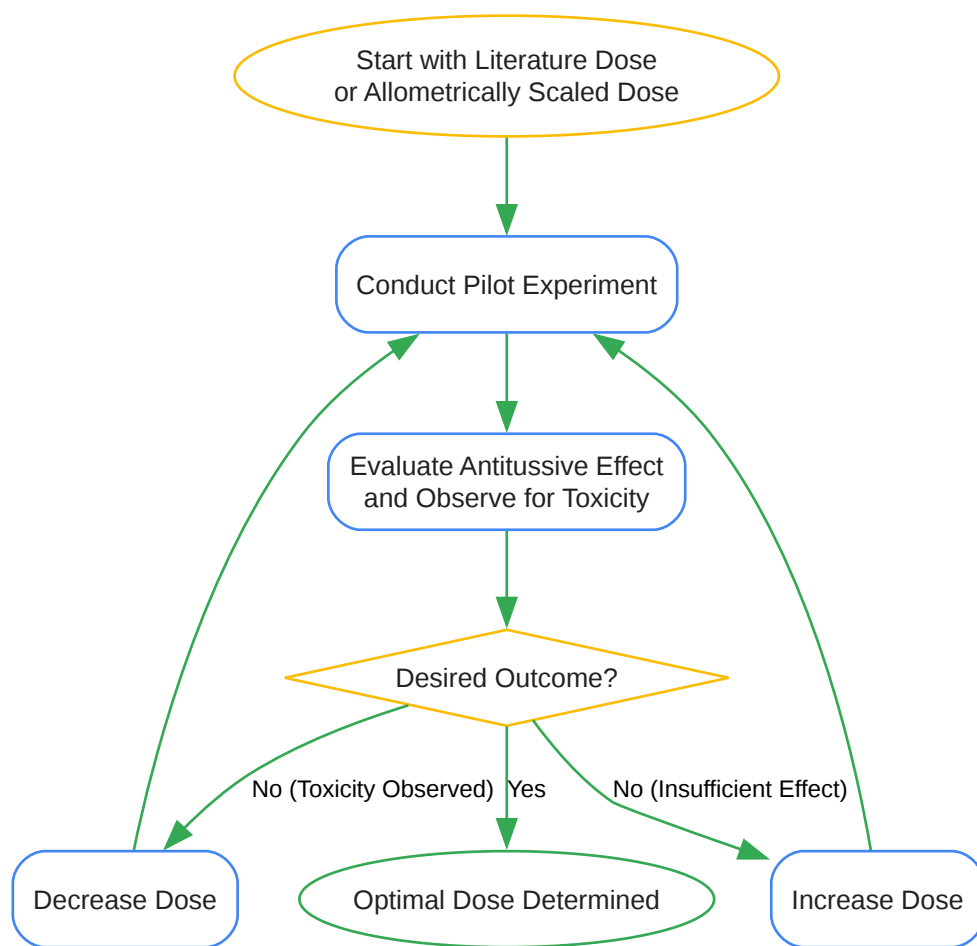 Start with Literature Dose
or Allometrically Scaled Dose
Conduct Pilot Experiment
Evaluate Antitussive Effect
and Observe for Toxicity
Desired Outcome?
No (Toxicity Observed)
Yes
No (Insufficient Effect)
Decrease Dose
Optimal Dose Determined
Increase Dose